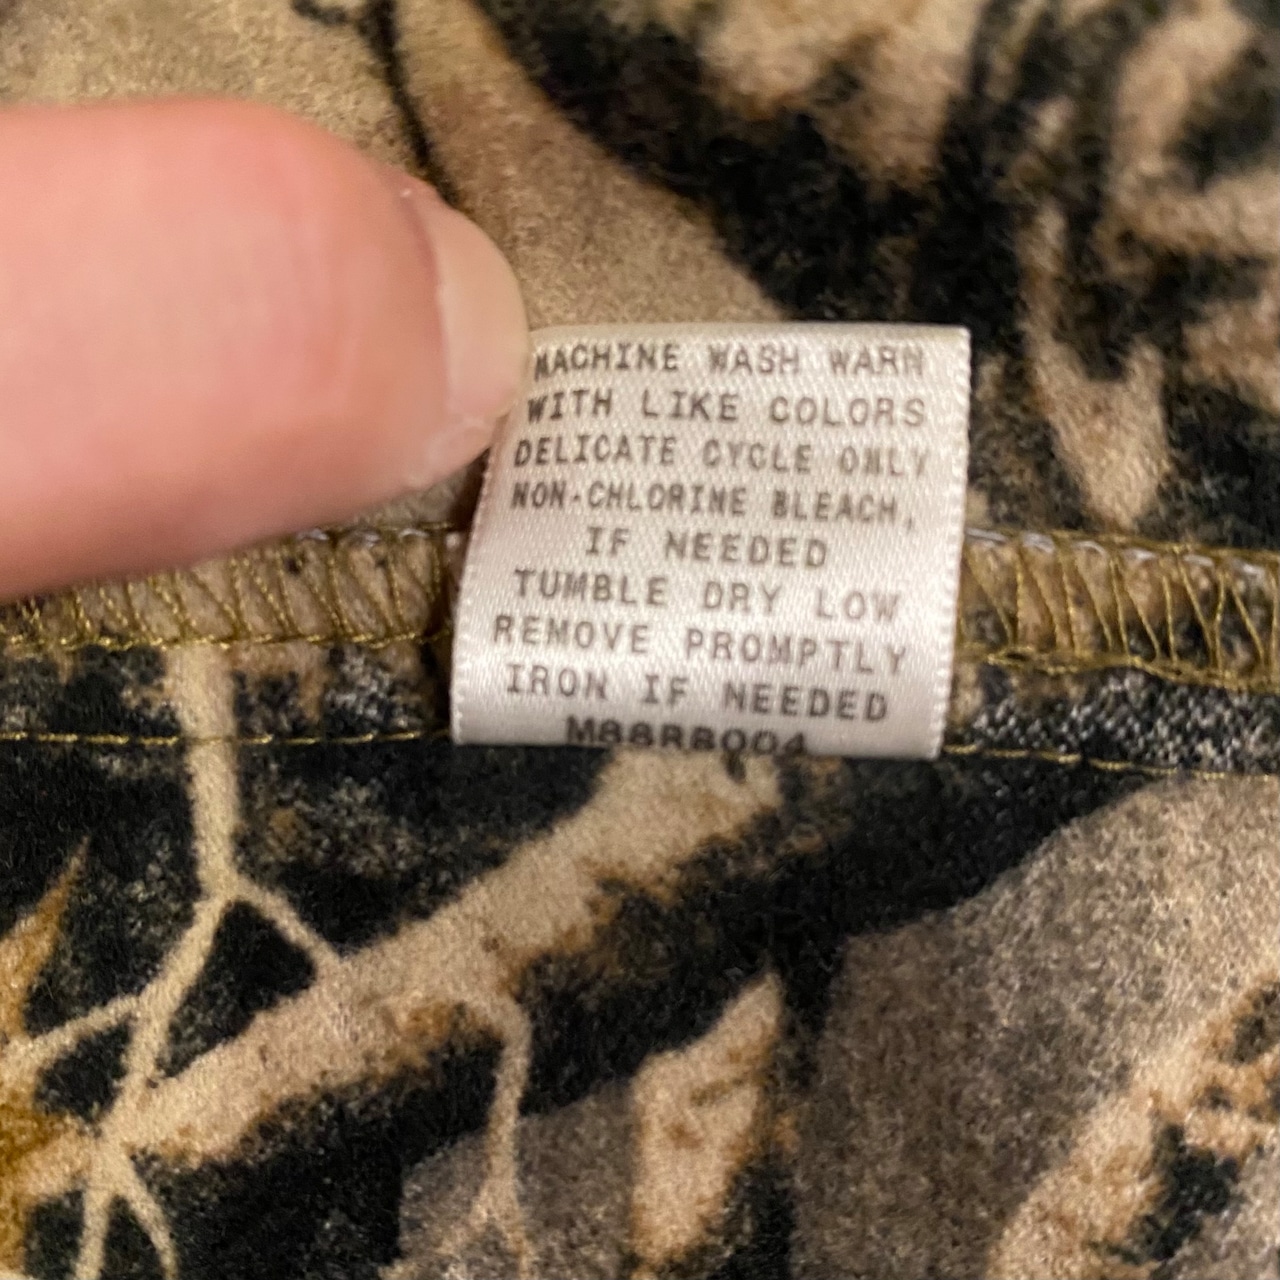 MACHINE WASH WARM
WITH LIKE COLORS
DELICATE CYCLE ONLY
NON-CHLORINE BLEACH,
IF NEEDED
TUMBLE DRY LOW
REMOVE PROMPTLY
IRON IF NEEDED
M88RB004